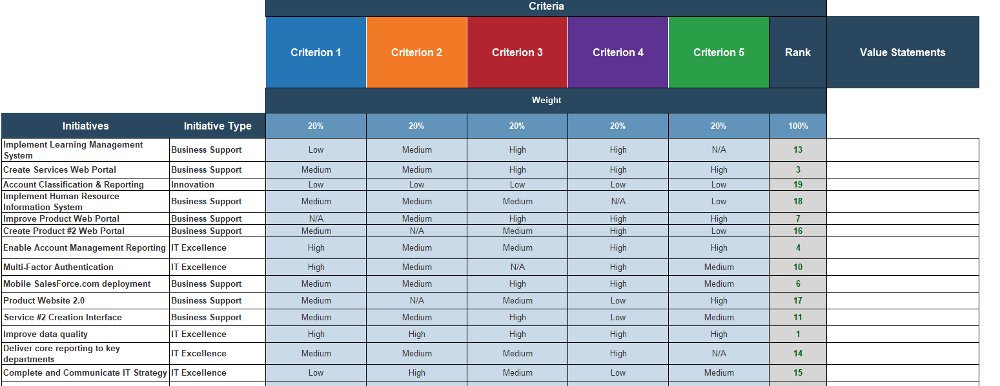 Criteria
Criterion 1 Criterion 2 Criterion 3 Criterion 4 Criterion 5 Rank Value Statements
Weight
Initiatives Initiative Type 20% 20% 20% 20% 20% 100%
Implement Learning Management
System Business Support Low Medium High High N/A 13
Create Services Web Portal Business Support Medium Medium High High High 3
Account Classification & Reporting Innovation Low Low Low Low Low 19
Implement Human Resource
Information System Business Support Medium Medium Medium N/A Low 18
Improve Product Web Portal Business Support N/A Medium High High High 7
Create Product #2 Web Portal Business Support Medium N/A Medium High Low 16
Enable Account Management Reporting IT Excellence High Medium Medium High High 4
Multi-Factor Authentication IT Excellence High Medium N/A High Medium 10
Mobile SalesForce.com deployment Business Support Medium Medium High High Medium 6
Product Website 2.0 Business Support Medium N/A Medium Low High 17
Service #2 Creation Interface Business Support Medium Medium High Low Medium 11
Improve data quality IT Excellence High High High High High 1
Deliver core reporting to key
departments IT Excellence Medium Medium Medium High N/A 14
Complete and Communicate IT Strategy IT Excellence Low High Medium Low Medium 15